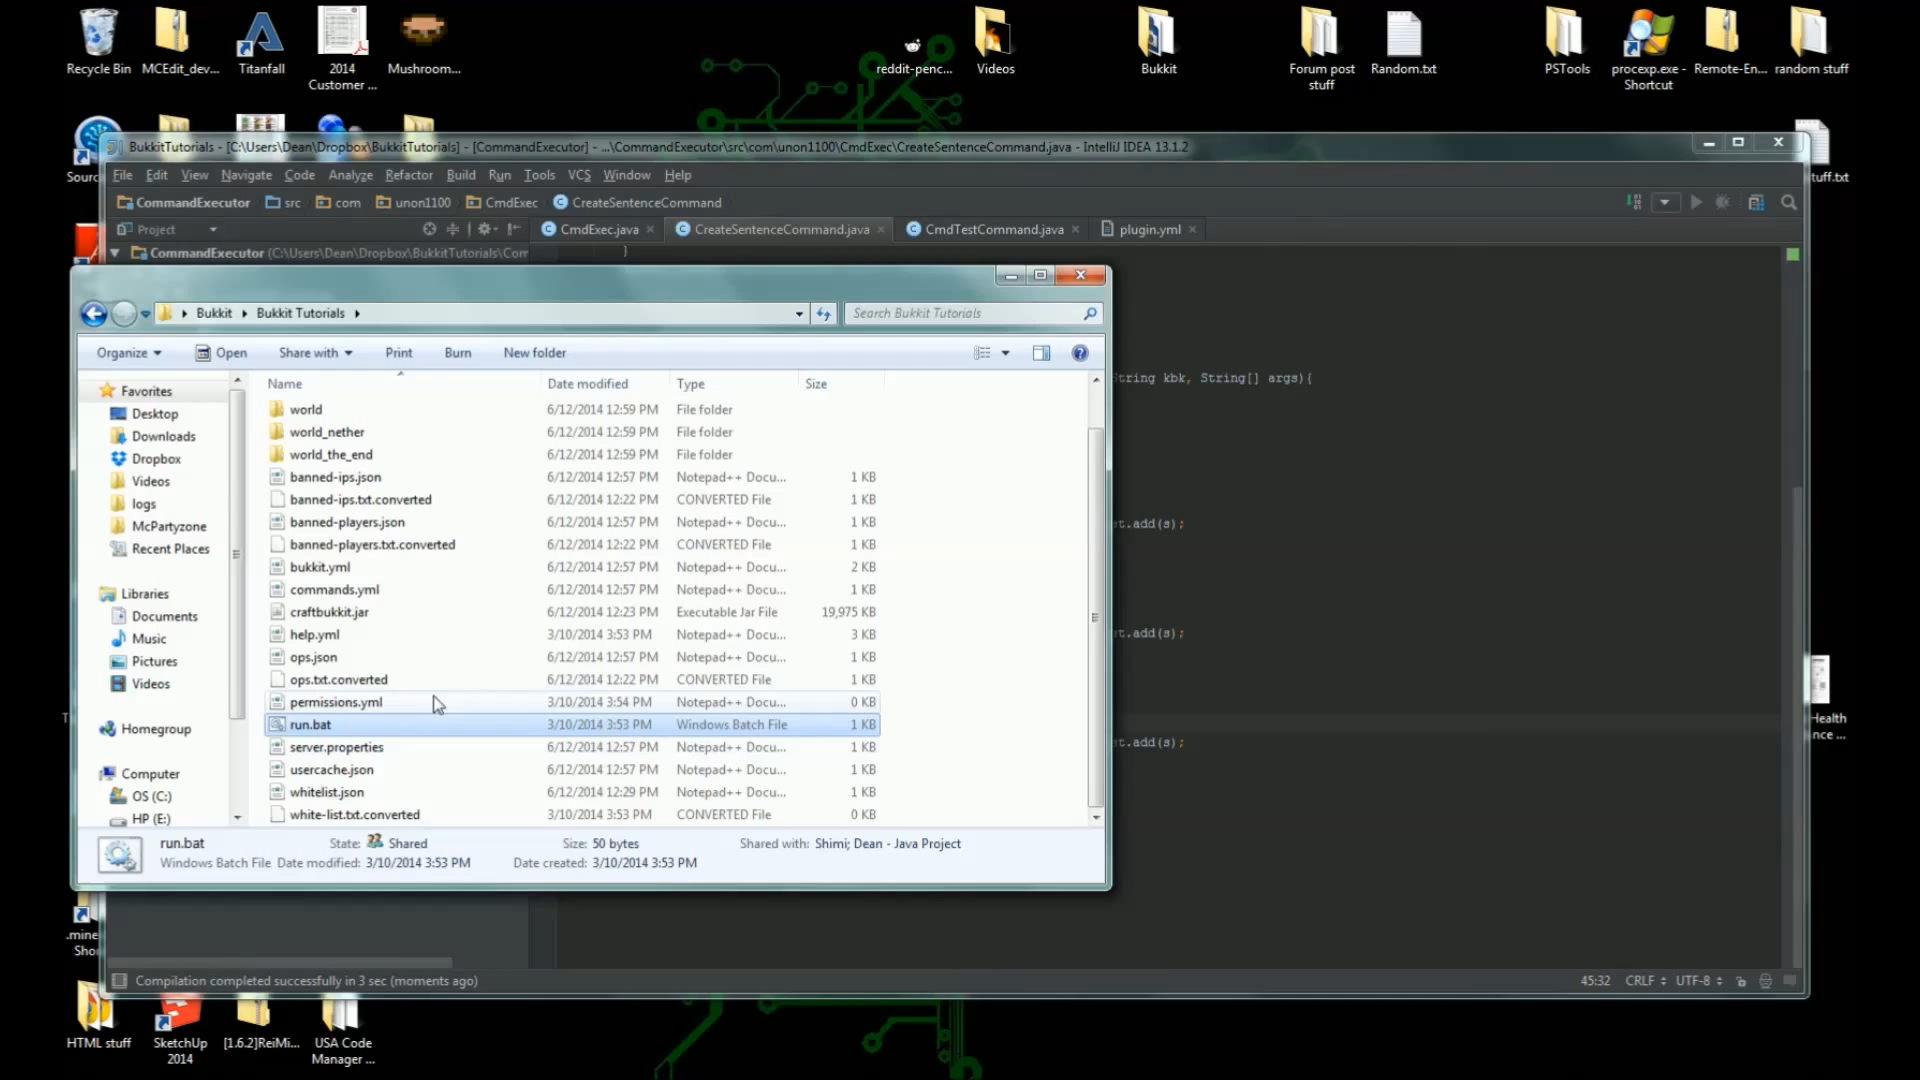 Recycle Bin
MCEdit_dev...
Titanfall
2014 Customer ...
Mushroom...
reddit-penc...
Videos
Bukkit
Forum post stuff
Random.txt
PSTools
procexp.exe - Shortcut
Remote-En...
random stuff
BukkitTutorials - [C:\Users\Dean\Dropbox\BukkitTutorials] - [CommandExecutor] - ...\CommandExecutor\src\com\unon1100\CmdExec\CreateSentenceCommand.java - IntelliJ IDEA 13.1.2
File Edit View Navigate Code Analyze Refactor Build Run Tools VCS Window Help
CommandExecutor src com unon1100 CmdExec CreateSentenceCommand
Project
CmdExec.java
CreateSentenceCommand.java
CmdTestCommand.java
plugin.yml
CommandExecutor (C:\Users\Dean\Dropbox\BukkitTutorials\Com
}
Bukkit Bukkit Tutorials
Search Bukkit Tutorials
Organize Open Share with Print Burn New folder
Name Date modified Type Size
Favorites
Desktop
Downloads
Dropbox
Videos
logs
McPartyzone
Recent Places
Libraries
Documents
Music
Pictures
Videos
Homegroup
Computer
OS (C:)
HP (E:)
world 6/12/2014 12:59 PM File folder
world_nether 6/12/2014 12:59 PM File folder
world_the_end 6/12/2014 12:59 PM File folder
banned-ips.json 6/12/2014 12:57 PM Notepad++ Docu... 1 KB
banned-ips.txt.converted 6/12/2014 12:22 PM CONVERTED File 1 KB
banned-players.json 6/12/2014 12:57 PM Notepad++ Docu... 1 KB
banned-players.txt.converted 6/12/2014 12:22 PM CONVERTED File 1 KB
bukkit.yml 6/12/2014 12:57 PM Notepad++ Docu... 2 KB
commands.yml 6/12/2014 12:57 PM Notepad++ Docu... 1 KB
craftbukkit.jar 6/12/2014 12:23 PM Executable Jar File 19,975 KB
help.yml 3/10/2014 3:53 PM Notepad++ Docu... 3 KB
ops.json 6/12/2014 12:57 PM Notepad++ Docu... 1 KB
ops.txt.converted 6/12/2014 12:22 PM CONVERTED File 1 KB
permissions.yml 3/10/2014 3:54 PM Notepad++ Docu... 0 KB
run.bat 3/10/2014 3:53 PM Windows Batch File 1 KB
server.properties 6/12/2014 12:57 PM Notepad++ Docu... 1 KB
usercache.json 6/12/2014 12:57 PM Notepad++ Docu... 1 KB
whitelist.json 6/12/2014 12:29 PM Notepad++ Docu... 1 KB
white-list.txt.converted 3/10/2014 3:53 PM CONVERTED File 0 KB
run.bat State: Shared Size: 50 bytes Shared with: Shimi; Dean - Java Project
Windows Batch File Date modified: 3/10/2014 3:53 PM Date created: 3/10/2014 3:53 PM
String kbk, String[] args){
t.add(s);
t.add(s);
t.add(s);
Sourc
tuff.txt
Health
nce ...
.mine
Sho
Compilation completed successfully in 3 sec (moments ago)
45:32 CRLF UTF-8
HTML stuff
SketchUp 2014
[1.6.2]ReiMi...
USA Code Manager ...